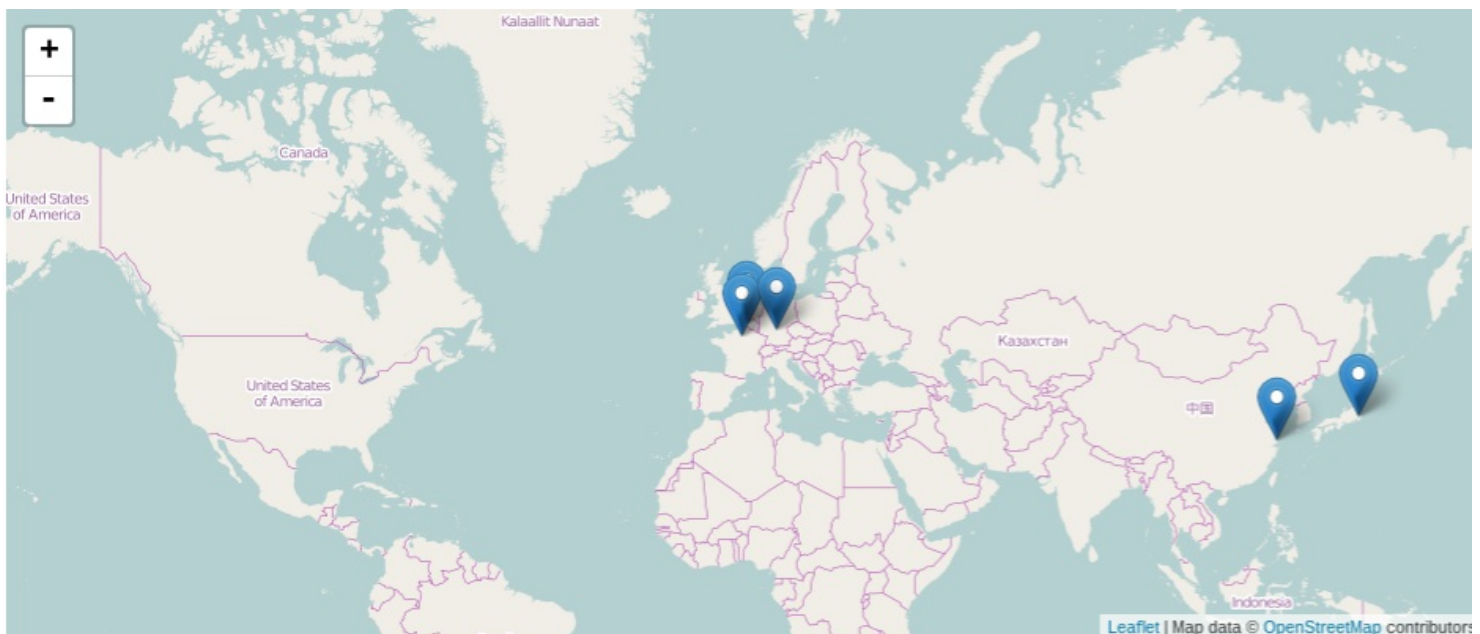 Kalaallit Nunaat
+
-
Canada
United States
of America
Казахстан
United States
of America
中国
Indonesia
Leaflet | Map data © OpenStreetMap contributors